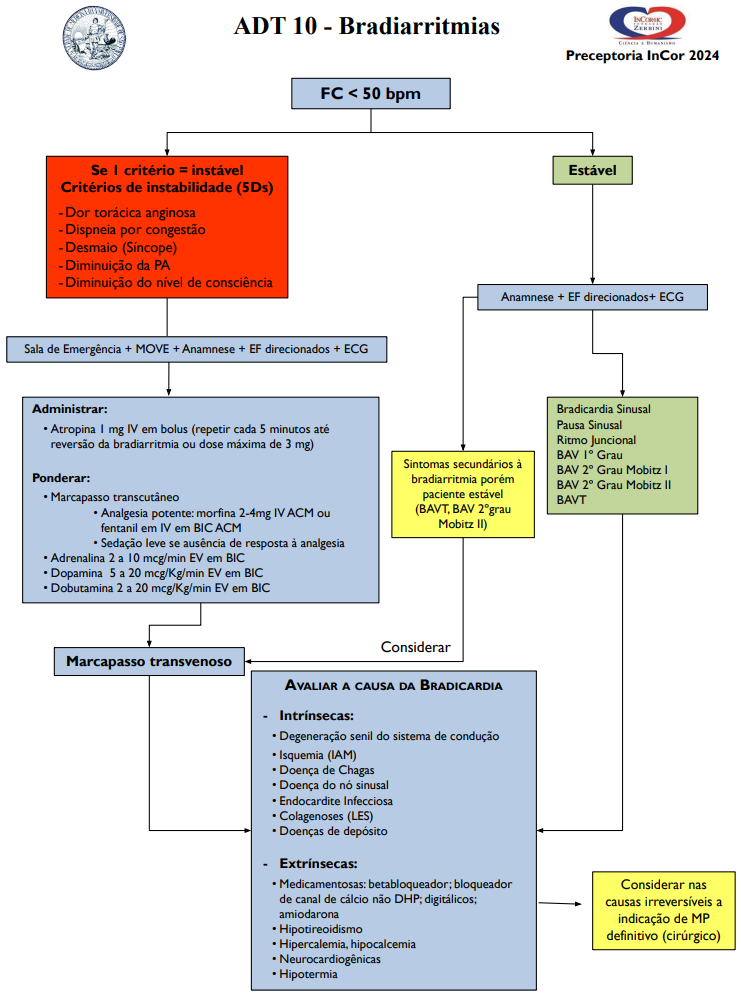 ADT 10 - Bradiarritmias
INCOR·HC
FUNDAÇÃO
ZERBINI
CIÊNCIA E HUMANISMO
Preceptoria InCor 2024
FC < 50 bpm
Se 1 critério = instável
Critérios de instabilidade (5Ds)
- Dor torácica anginosa
- Dispneia por congestão
- Desmaio (Síncope)
- Diminuição da PA
- Diminuição do nível de consciência
Estável
Anamnese + EF direcionados+ ECG
Sala de Emergência + MOVE + Anamnese + EF direcionados + ECG
Administrar:
• Atropina 1 mg IV em bolus (repetir cada 5 minutos até
reversão da bradiarritmia ou dose máxima de 3 mg)
Ponderar:
• Marcapasso transcutâneo
• Analgesia potente: morfina 2-4mg IV ACM ou
fentanil em IV em BIC ACM
• Sedação leve se ausência de resposta à analgesia
• Adrenalina 2 a 10 mcg/min EV em BIC
• Dopamina 5 a 20 mcg/Kg/min EV em BIC
• Dobutamina 2 a 20 mcg/Kg/min EV em BIC
Sintomas secundários à
bradiarritmia porém
paciente estável
(BAVT, BAV 2ºgrau
Mobitz II)
Bradicardia Sinusal
Pausa Sinusal
Ritmo Juncional
BAV 1º Grau
BAV 2º Grau Mobitz I
BAV 2º Grau Mobitz II
BAVT
Considerar
Marcapasso transvenoso
AVALIAR A CAUSA DA BRADICARDIA
- Intrínsecas:
• Degeneração senil do sistema de condução
• Isquemia (IAM)
• Doença de Chagas
• Doença do nó sinusal
• Endocardite Infecciosa
• Colagenoses (LES)
• Doenças de depósito
- Extrínsecas:
• Medicamentosas: betabloqueador; bloqueador
de canal de cálcio não DHP; digitálicos;
amiodarona
• Hipotireoidismo
• Hipercalemia, hipocalcemia
• Neurocardiogênicas
• Hipotermia
Considerar nas
causas irreversíveis a
indicação de MP
definitivo (cirúrgico)